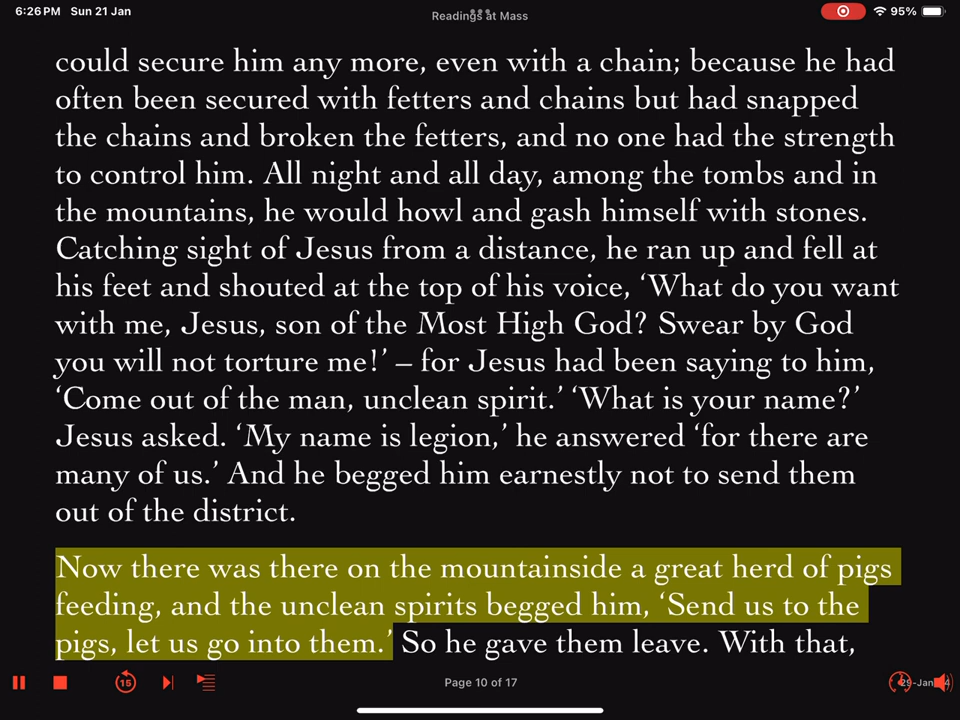 6:26 PM Sun 21 Jan
Readings at Mass
95%
could secure him any more, even with a chain; because he had
often been secured with fetters and chains but had snapped
the chains and broken the fetters, and no one had the strength
to control him. All night and all day, among the tombs and in
the mountains, he would howl and gash himself with stones.
Catching sight of Jesus from a distance, he ran up and fell at
his feet and shouted at the top of his voice, ‘What do you want
with me, Jesus, son of the Most High God? Swear by God
you will not torture me!’ – for Jesus had been saying to him,
‘Come out of the man, unclean spirit.’ ‘What is your name?’
Jesus asked. ‘My name is legion,’ he answered ‘for there are
many of us.’ And he begged him earnestly not to send them
out of the district.
Now there was there on the mountainside a great herd of pigs
feeding, and the unclean spirits begged him, ‘Send us to the
pigs, let us go into them.’ So he gave them leave. With that,
15
Page 10 of 17